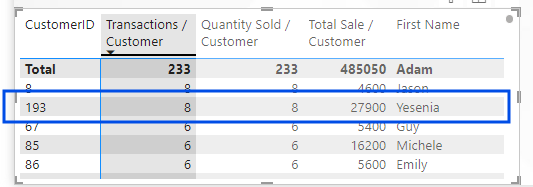 CustomerID Transactions / Customer Quantity Sold / Customer Total Sale / Customer First Name
Total 233 233 485050 Adam
8 8 8 4600 Jason
193 8 8 27900 Yesenia
67 6 6 5400 Guy
85 6 6 16200 Michele
86 6 6 5600 Emily